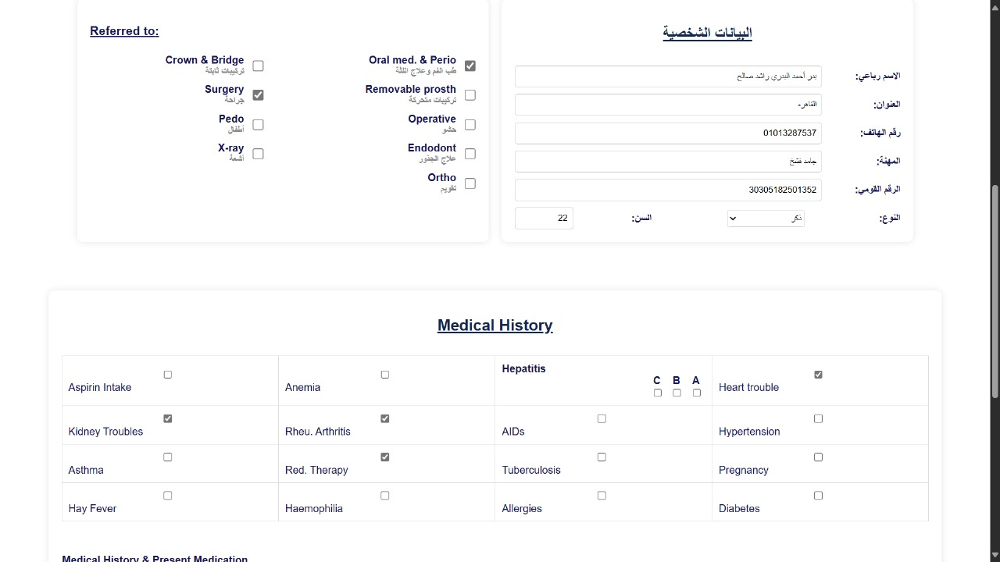 Referred to:
Crown & Bridge
تركيبات ثابتة
Surgery
جراحة
Pedo
أطفال
X-ray
أشعة
Oral med. & Perio
طب الفم وعلاج اللثة
Removable prosth
تركيبات متحركة
Operative
حشو
Endodont
علاج الجذور
Ortho
تقويم
البيانات الشخصية
الاسم رباعي: بدر أحمد البدري راشد صالح
العنوان: القاهره
رقم الهاتف: 01013287537
المهنة: جامد فشخ
الرقم القومي: 30305182501352
النوع: ذكر السن: 22
Medical History
Aspirin Intake
Anemia
Hepatitis
C B A
Heart trouble
Kidney Troubles
Rheu. Arthritis
AIDs
Hypertension
Asthma
Red. Therapy
Tuberculosis
Pregnancy
Hay Fever
Haemophilia
Allergies
Diabetes
Medical History & Present Medication